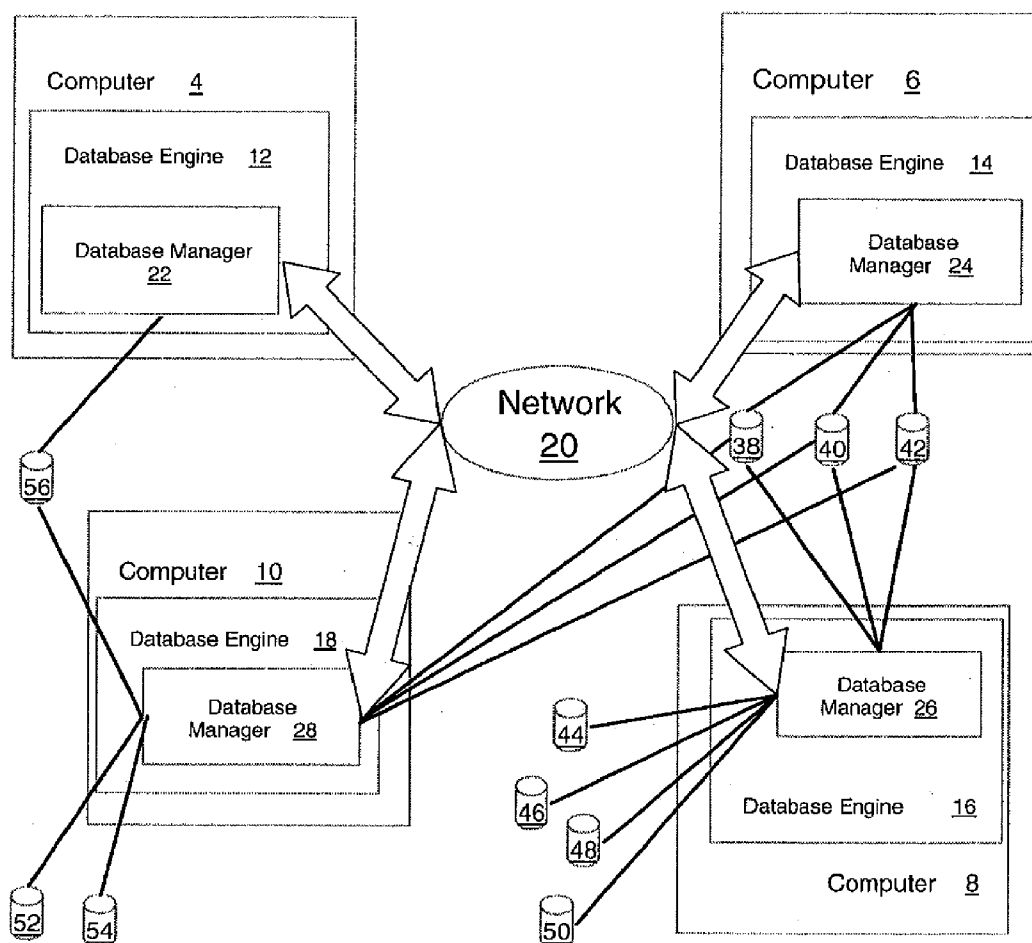 Computer 4
Database Engine 12
Database Manager
22
Computer 6
Database Engine 14
Database
Manager 24
Network
20
38
40
42
56
Computer 10
Database Engine 18
Database
Manager 28
Database
Manager 26
Database Engine 16
Computer 8
44
46
48
50
52
54